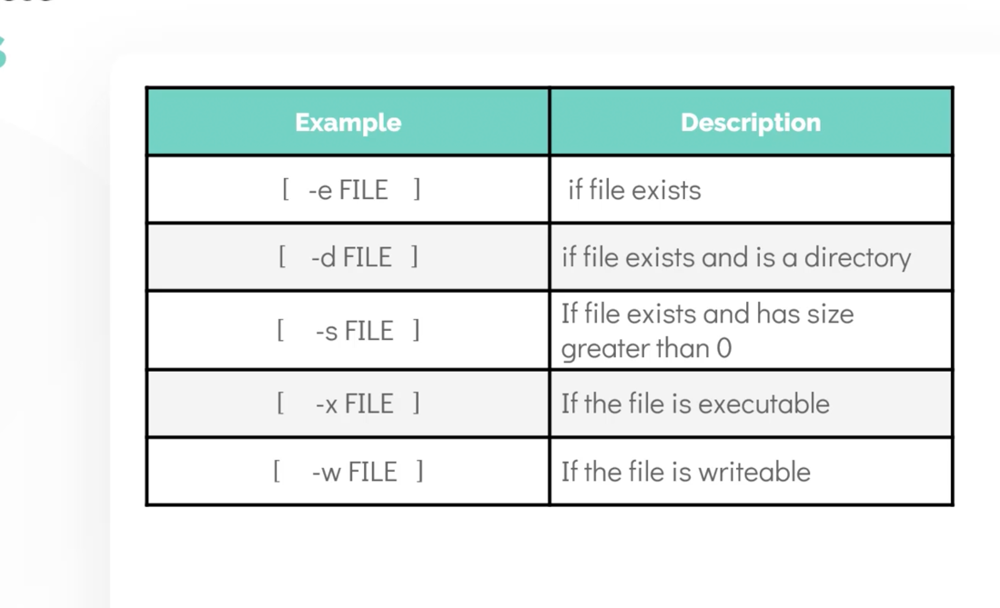 Example Description
[ -e FILE ] if file exists
[ -d FILE ] if file exists and is a directory
[ -s FILE ] If file exists and has size
greater than 0
[ -x FILE ] If the file is executable
[ -w FILE ] If the file is writeable